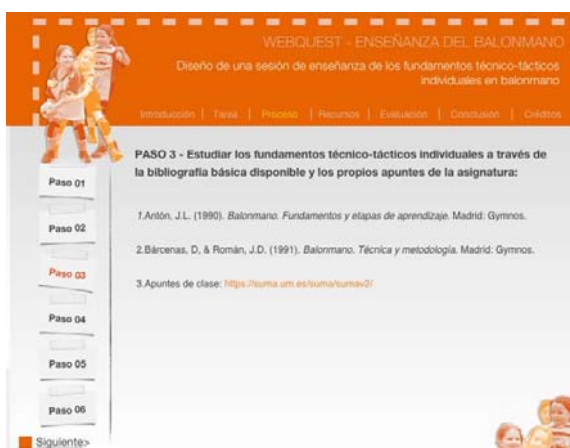 WEBQUEST - ENSEÑANZA DEL BALONMANO
Diseño de una sesión de enseñanza de los fundamentos técnico-tácticos
individuales en balonmano
Introducción | Tarea | Proceso | Recursos | Evaluación | Conclusión | Créditos
PASO 3 - Estudiar los fundamentos técnico-tácticos individuales a través de
la bibliografía básica disponible y los propios apuntes de la asignatura:
Paso 01
Paso 02
Paso 03
Paso 04
Paso 05
Paso 06
1.Antón, J.L. (1990). Balonmano. Fundamentos y etapas de aprendizaje. Madrid: Gymnos.
2.Bárcenas, D, & Román, J.D. (1991). Balonmano. Técnica y metodología. Madrid: Gymnos.
3.Apuntes de clase: https://suma.um.es/suma/sumav2/
Siguiente>